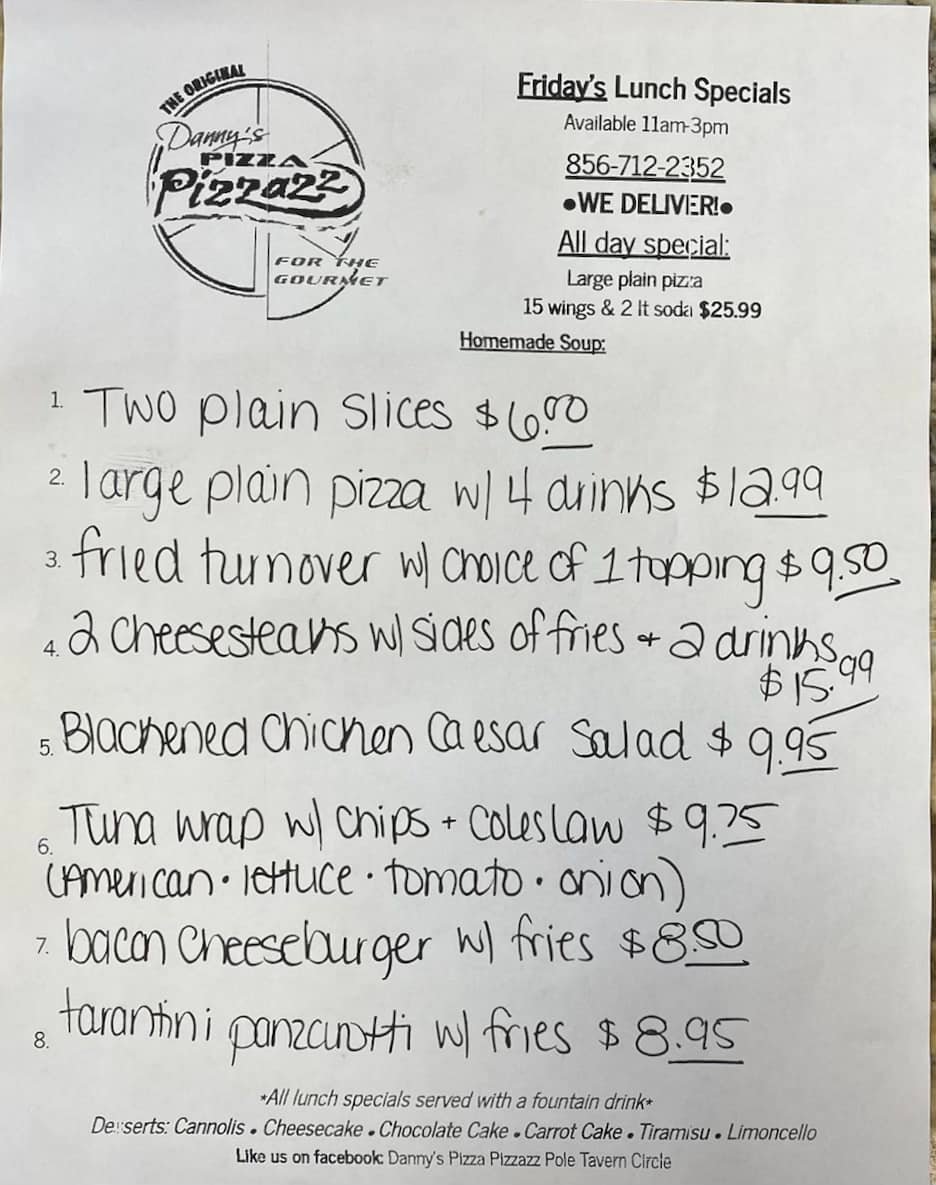 THE ORIGINAL
Danny's
PIZZA
Pizzazz
FOR THE
GOURMET
Friday's Lunch Specials
Available 11am-3pm
856-712-2352
•WE DELIVER!•
All day special:
Large plain pizza
15 wings & 2 lt soda $25.99
Homemade Soup:
1. Two plain slices $6.00
2. large plain pizza w/ 4 drinks $12.99
3. fried turnover w/ choice of 1 topping $9.50
4. 2 cheesesteaks w/ sides of fries + 2 drinks
$15.99
5. Blackened Chicken Caesar Salad $9.95
6. Tuna wrap w/ chips + coleslaw $9.75
(American • lettuce • tomato • onion)
7. bacon cheeseburger w/ fries $8.50
8. tarantini panzarotti w/ fries $8.95
*All lunch specials served with a fountain drink*
Desserts: Cannolis • Cheesecake • Chocolate Cake • Carrot Cake • Tiramisu • Limoncello
Like us on facebook: Danny's Pizza Pizzazz Pole Tavern Circle